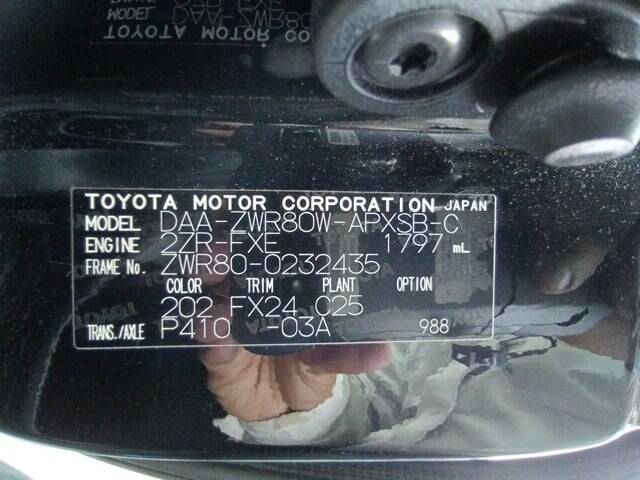 TOYOTA MOTOR CORPORATION JAPAN
MODEL DAA-ZWR80W-APXSB-C
ENGINE 2ZR-FXE 1797 mL
FRAME No. ZWR80-0232435
COLOR TRIM PLANT OPTION
202 FX24 C25
TRANS./AXLE P410 -03A 988